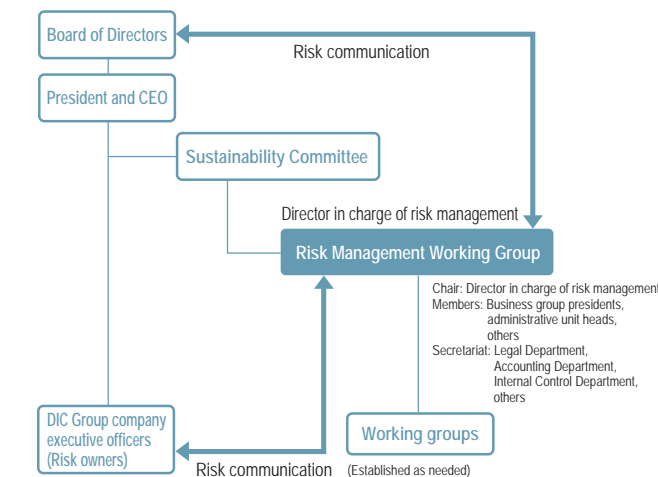 Board of Directors
Risk communication
President and CEO
Sustainability Committee
Director in charge of risk management
Risk Management Working Group
Chair: Director in charge of risk management
Members: Business group presidents,
administrative unit heads,
others
Secretariat: Legal Department,
Accounting Department,
Internal Control Department,
others
DIC Group company
executive officers
(Risk owners)
Working groups
Risk communication
(Established as needed)